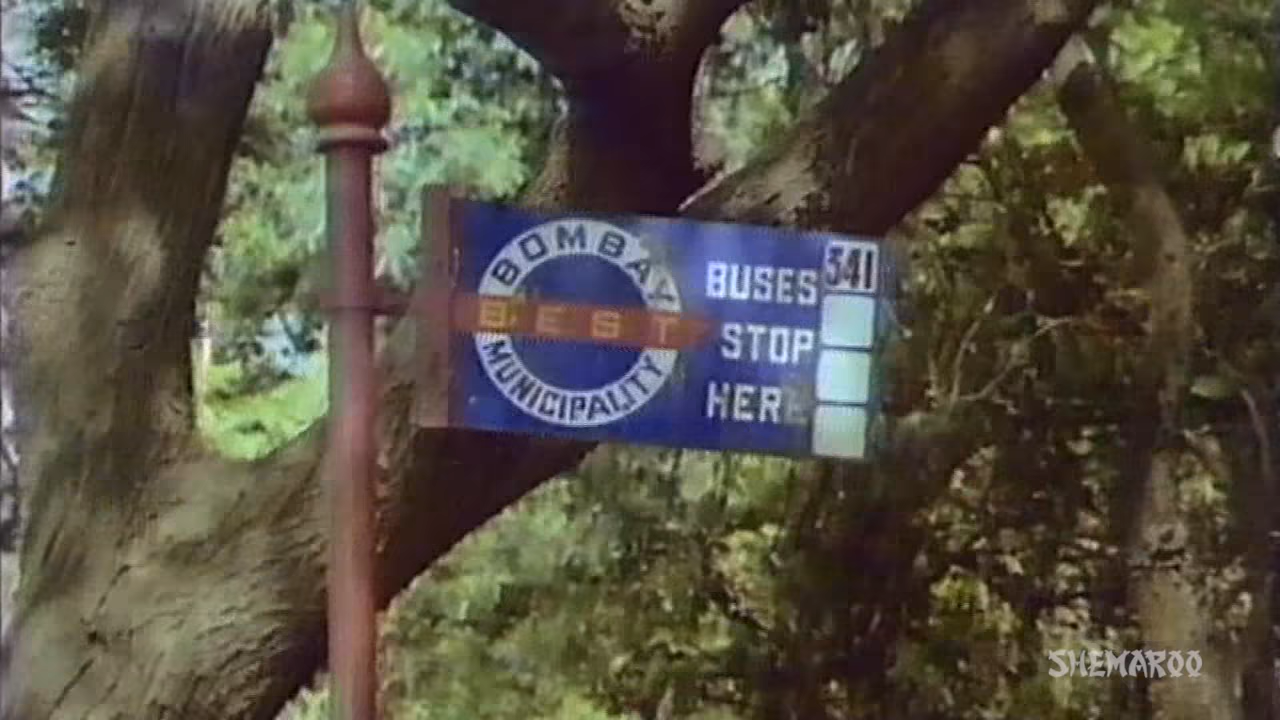 BOMBAY
BEST
MUNICIPALITY
BUSES
STOP
HERE
341
SHEMAROO